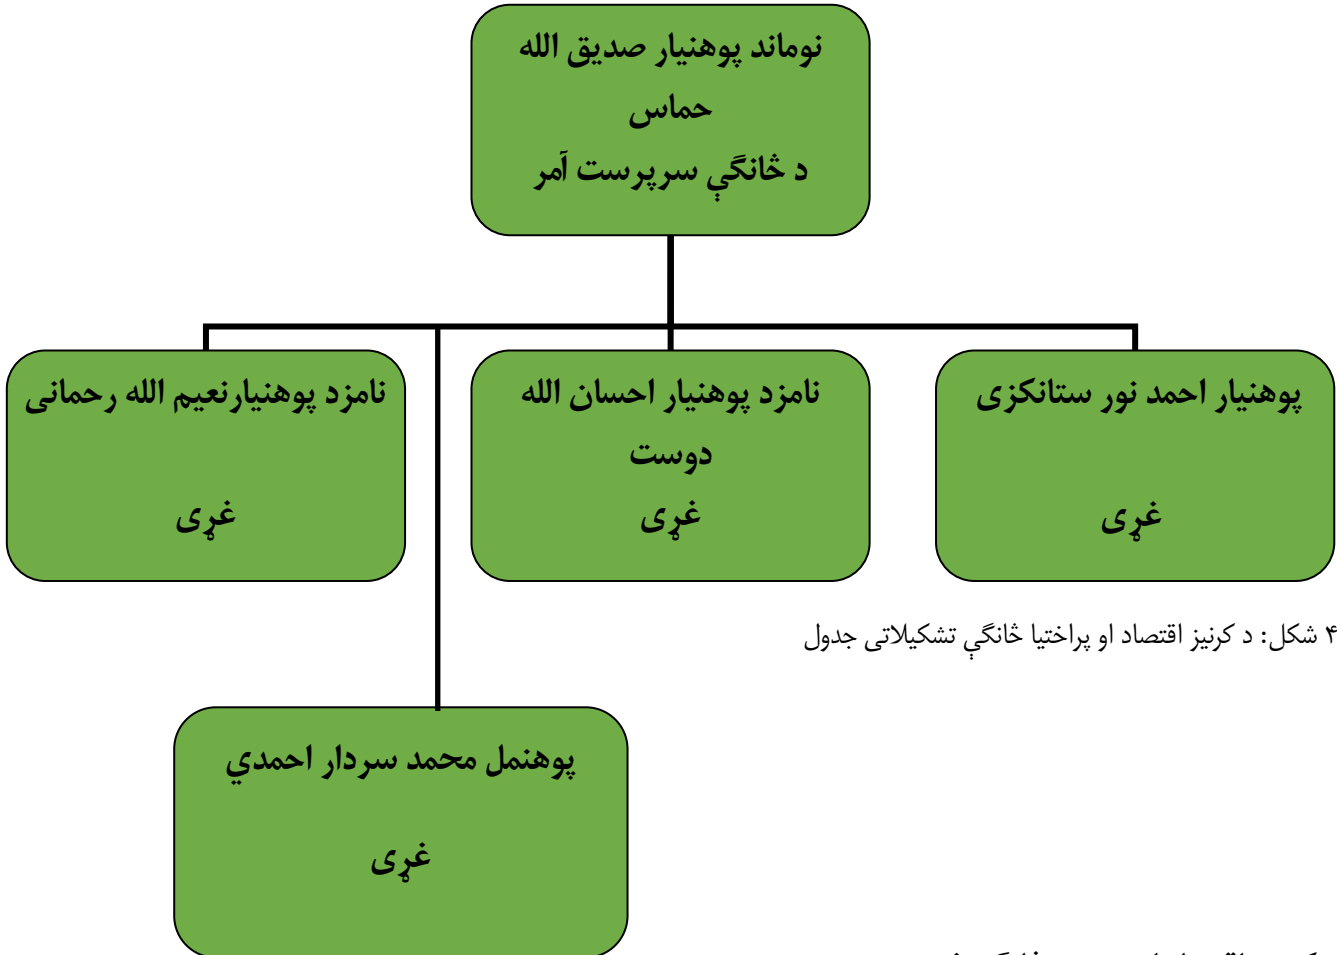 نوماند پوهنیار صدیق الله
حماس
د څانګې سرپرست آمر
پوهنیار احمد نور ستانکزی
غړی
نامزد پوهنیار احسان الله
دوست
غړی
نامزد پوهنیارنعیم الله رحمانی
غړی
۴ شکل: د کرنیز اقتصاد او پراختیا څانګې تشکیلاتی جدول
پوهنمل محمد سردار احمدي
غړی